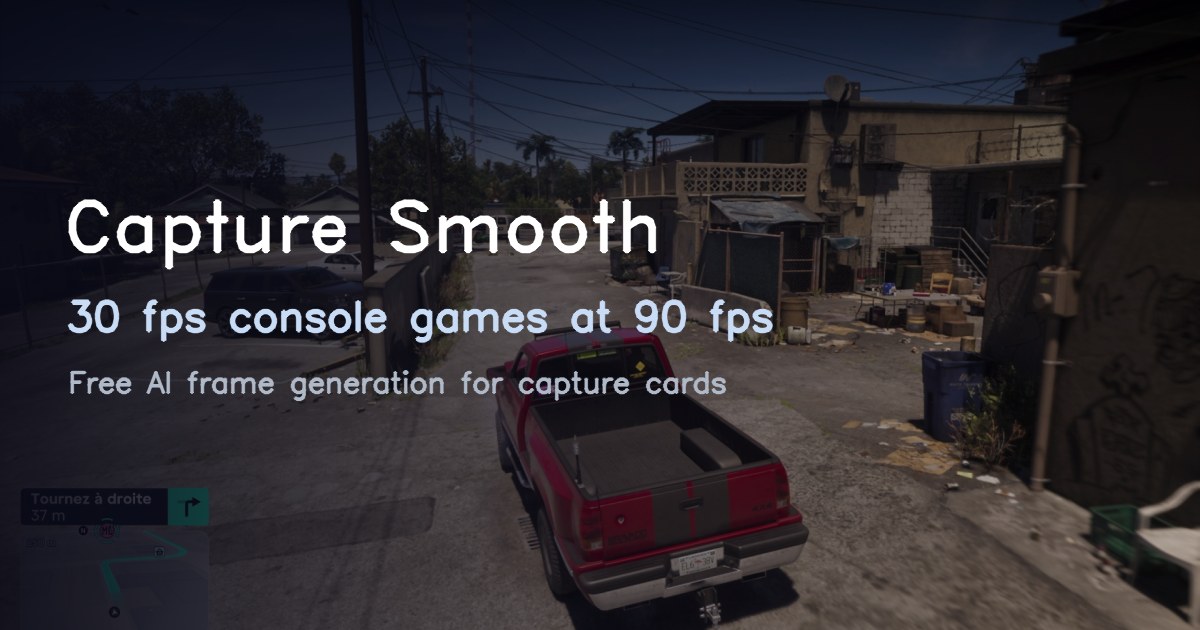 Capture Smooth
30 fps console games at 90 fps
Free AI frame generation for capture cards
Tournez à droite
37 m